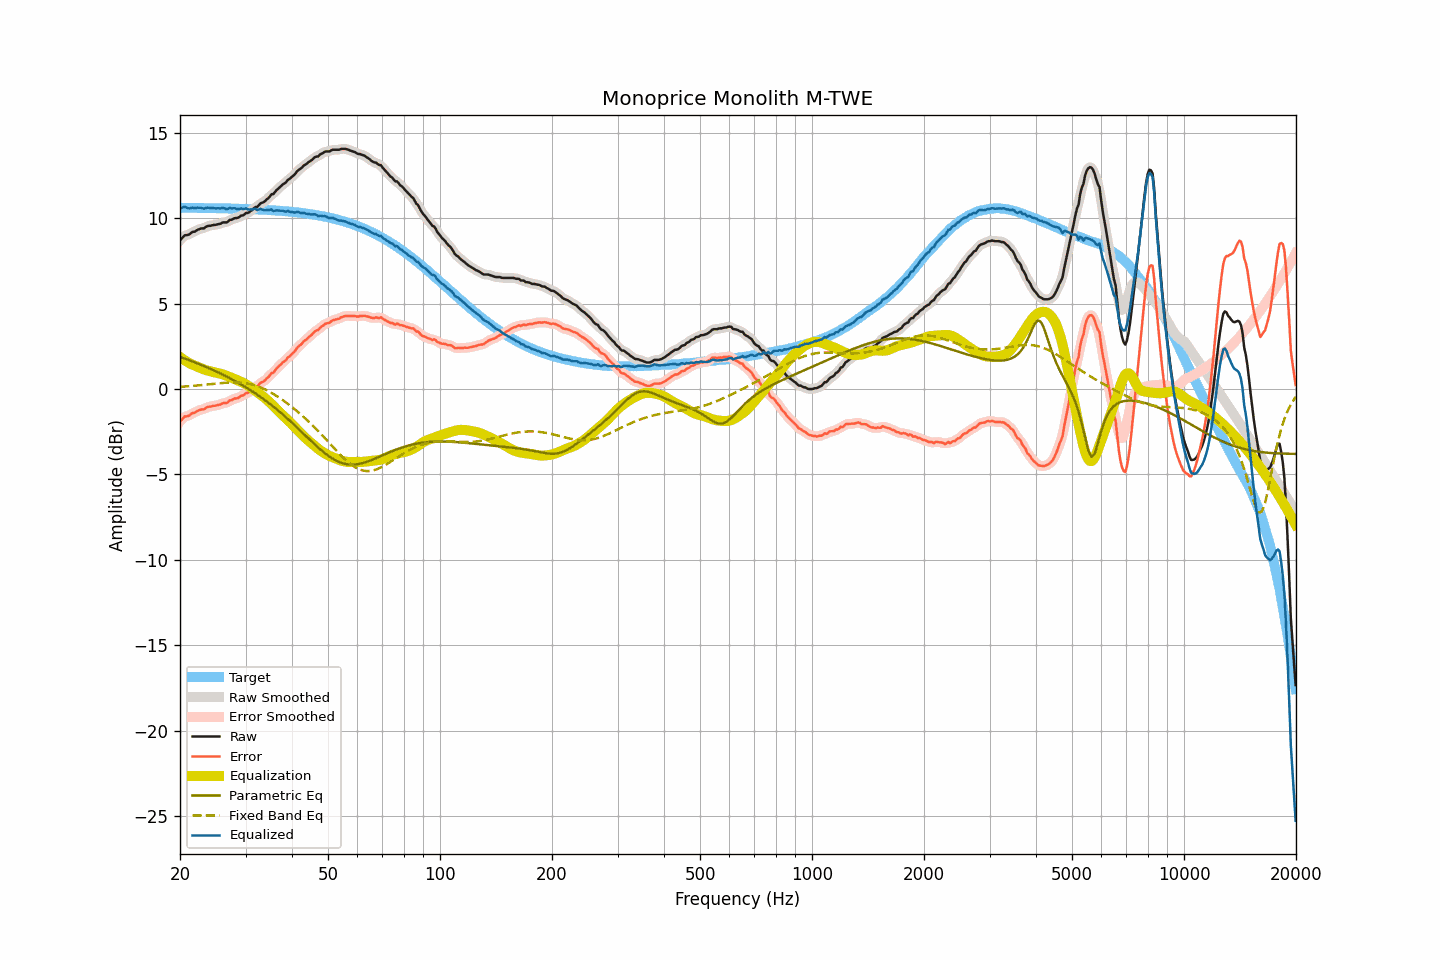 Monoprice Monolith M-TWE
Amplitude (dBr)
15
10
5
0
−5
−10
−15
−20
−25
Target
Raw Smoothed
Error Smoothed
Raw
Error
Equalization
Parametric Eq
Fixed Band Eq
Equalized
20 50 100 200 500 1000 2000 5000 10000 20000
Frequency (Hz)